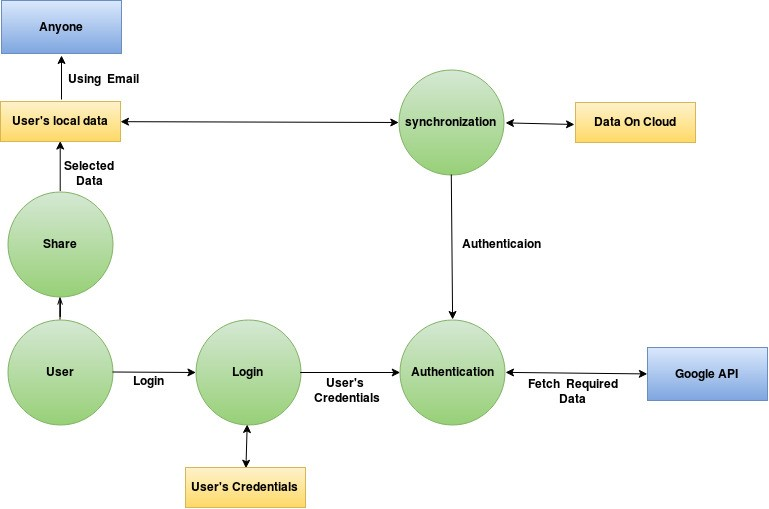 Anyone
Using Email
User's local data
synchronization
Data On Cloud
Selected
Data
Share
Authenticaion
User
Login
Login
User's
Credentials
Authentication
Fetch Required
Data
Google API
User's Credentials